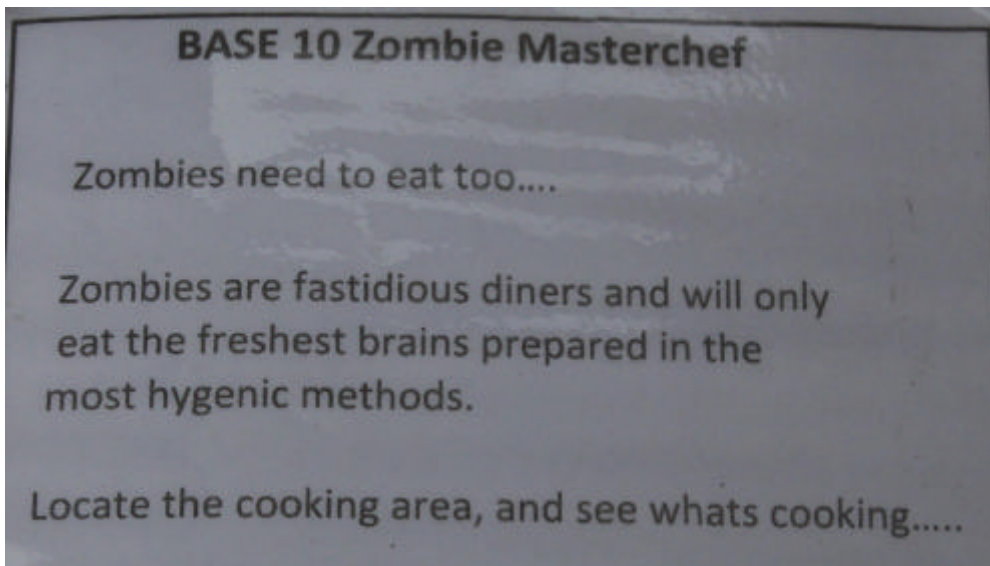 BASE 10 Zombie Masterchef
Zombies need to eat too....
Zombies are fastidious diners and will only
eat the freshest brains prepared in the
most hygenic methods.
Locate the cooking area, and see whats cooking.....